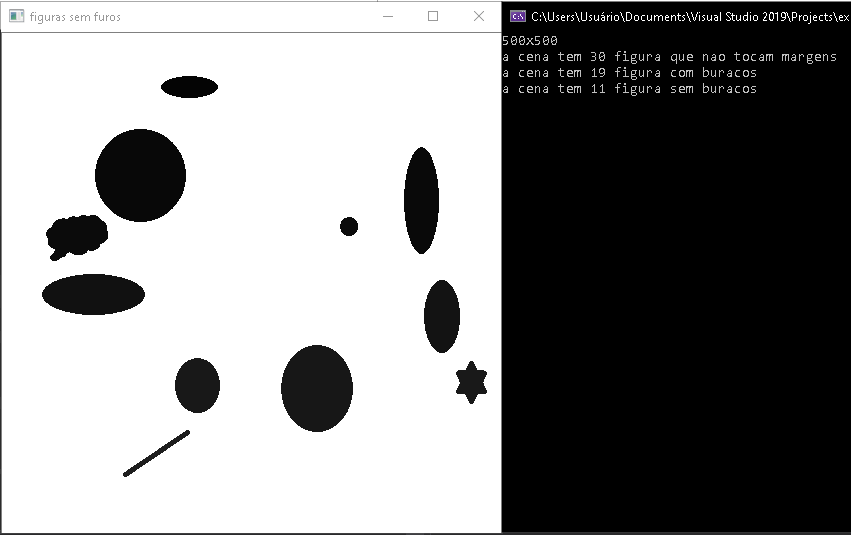 figuras sem furos
C:\Users\Usuário\Documents\Visual Studio 2019\Projects\ex
500x500
a cena tem 30 figura que nao tocam margens
a cena tem 19 figura com buracos
a cena tem 11 figura sem buracos